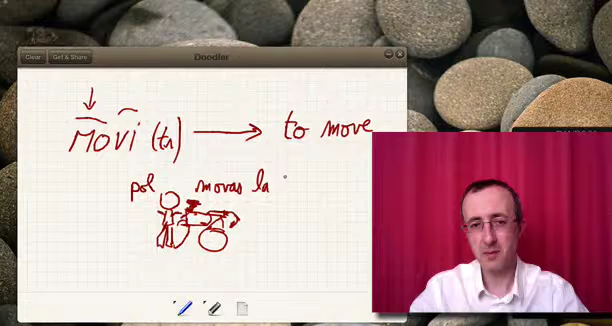 Doodler
Clear
Get & Share
MOVI (tr) → to move
pol movas la